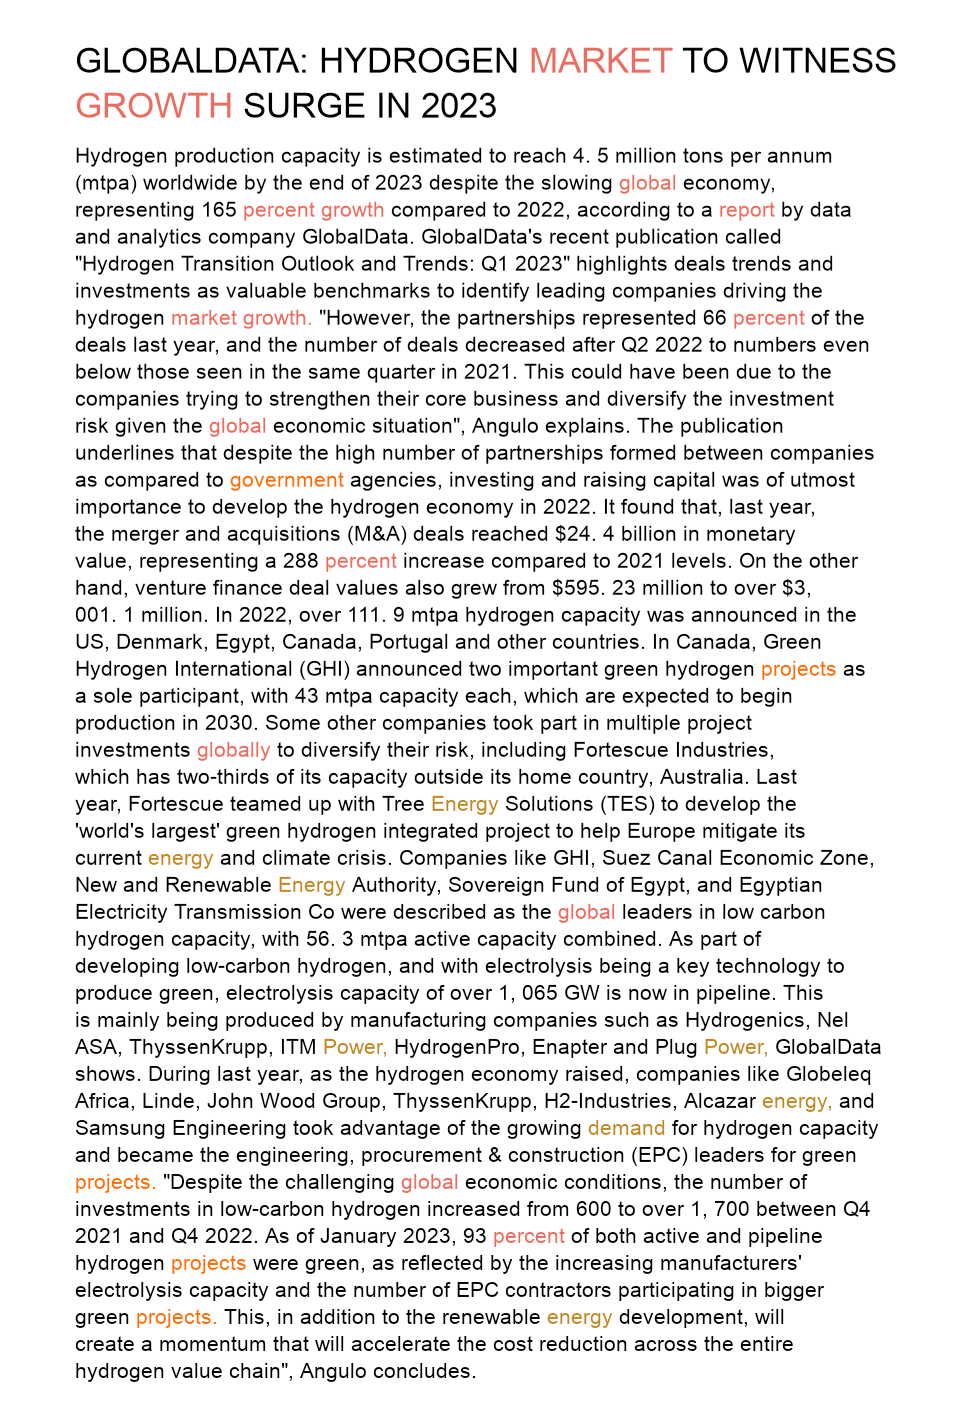 GLOBALDATA: HYDROGEN MARKET TO WITNESS
GROWTH SURGE IN 2023
Hydrogen production capacity is estimated to reach 4. 5 million tons per annum
(mtpa) worldwide by the end of 2023 despite the slowing global economy,
representing 165 percent growth compared to 2022, according to a report by data
and analytics company GlobalData. GlobalData's recent publication called
"Hydrogen Transition Outlook and Trends: Q1 2023" highlights deals trends and
investments as valuable benchmarks to identify leading companies driving the
hydrogen market growth. "However, the partnerships represented 66 percent of the
deals last year, and the number of deals decreased after Q2 2022 to numbers even
below those seen in the same quarter in 2021. This could have been due to the
companies trying to strengthen their core business and diversify the investment
risk given the global economic situation", Angulo explains. The publication
underlines that despite the high number of partnerships formed between companies
as compared to government agencies, investing and raising capital was of utmost
importance to develop the hydrogen economy in 2022. It found that, last year,
the merger and acquisitions (M&A) deals reached $24. 4 billion in monetary
value, representing a 288 percent increase compared to 2021 levels. On the other
hand, venture finance deal values also grew from $595. 23 million to over $3,
001. 1 million. In 2022, over 111. 9 mtpa hydrogen capacity was announced in the
US, Denmark, Egypt, Canada, Portugal and other countries. In Canada, Green
Hydrogen International (GHI) announced two important green hydrogen projects as
a sole participant, with 43 mtpa capacity each, which are expected to begin
production in 2030. Some other companies took part in multiple project
investments globally to diversify their risk, including Fortescue Industries,
which has two-thirds of its capacity outside its home country, Australia. Last
year, Fortescue teamed up with Tree Energy Solutions (TES) to develop the
'world's largest' green hydrogen integrated project to help Europe mitigate its
current energy and climate crisis. Companies like GHI, Suez Canal Economic Zone,
New and Renewable Energy Authority, Sovereign Fund of Egypt, and Egyptian
Electricity Transmission Co were described as the global leaders in low carbon
hydrogen capacity, with 56. 3 mtpa active capacity combined. As part of
developing low-carbon hydrogen, and with electrolysis being a key technology to
produce green, electrolysis capacity of over 1, 065 GW is now in pipeline. This
is mainly being produced by manufacturing companies such as Hydrogenics, Nel
ASA, ThyssenKrupp, ITM Power, HydrogenPro, Enapter and Plug Power, GlobalData
shows. During last year, as the hydrogen economy raised, companies like Globeleq
Africa, Linde, John Wood Group, ThyssenKrupp, H2-Industries, Alcazar energy, and
Samsung Engineering took advantage of the growing demand for hydrogen capacity
and became the engineering, procurement & construction (EPC) leaders for green
projects. "Despite the challenging global economic conditions, the number of
investments in low-carbon hydrogen increased from 600 to over 1, 700 between Q4
2021 and Q4 2022. As of January 2023, 93 percent of both active and pipeline
hydrogen projects were green, as reflected by the increasing manufacturers'
electrolysis capacity and the number of EPC contractors participating in bigger
green projects. This, in addition to the renewable energy development, will
create a momentum that will accelerate the cost reduction across the entire
hydrogen value chain", Angulo concludes.